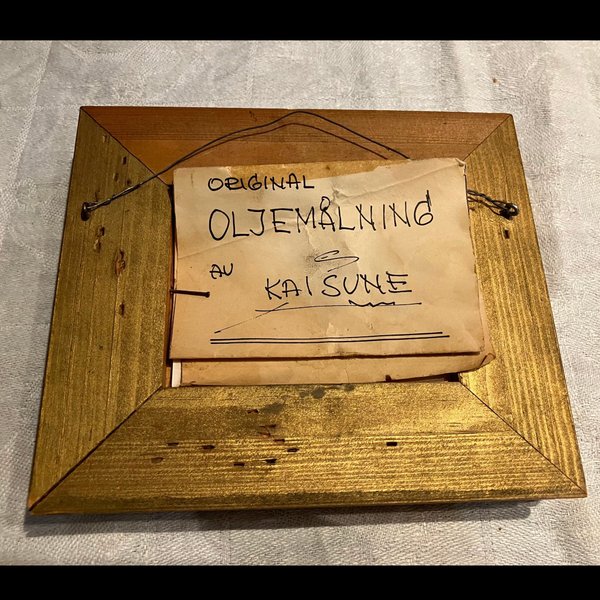 ORIGINAL
OLJEMÅLNING
AV
KAI SUNE